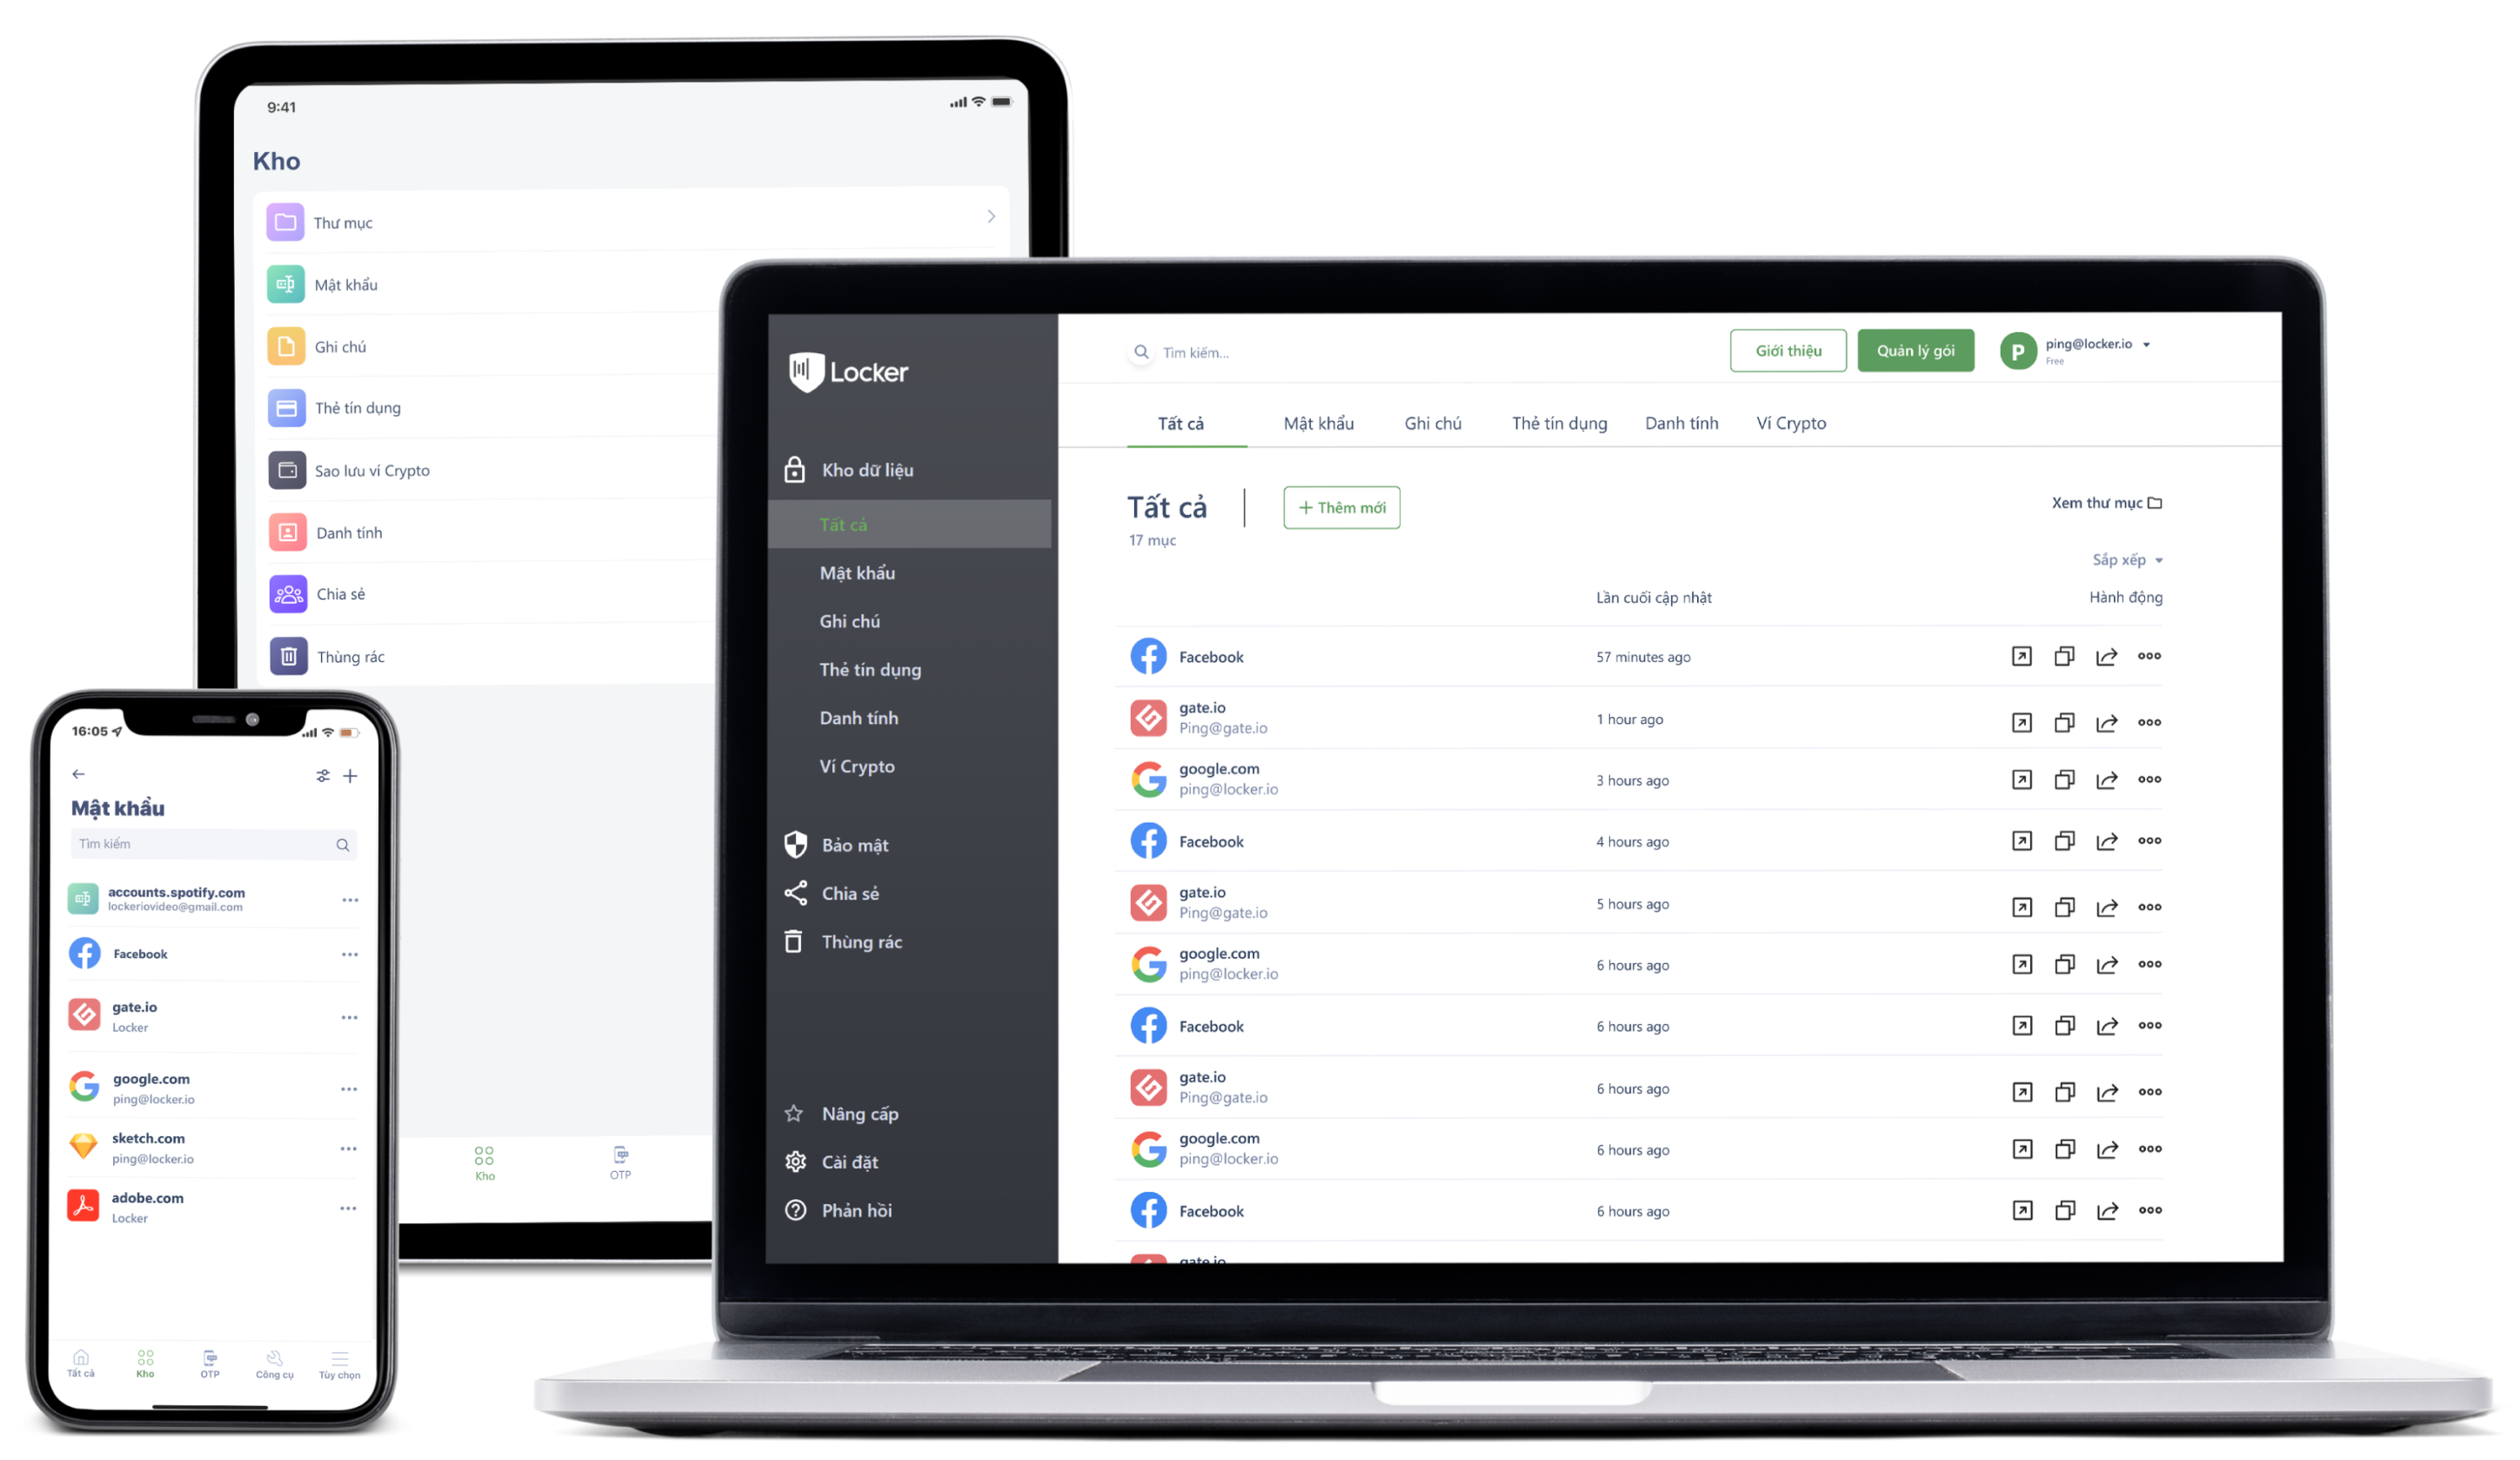 9:41
Kho
Thư mục
Mật khẩu
Ghi chú
Thẻ tín dụng
Sao lưu ví Crypto
Danh tính
Chia sẻ
Thùng rác
Kho
OTP
16:05
Mật khẩu
Tìm kiếm
accounts.spotify.com
lockeriovideo@gmail.com
Facebook
gate.io
Locker
google.com
ping@locker.io
sketch.com
ping@locker.io
adobe.com
Locker
Tất cả Kho OTP Công cụ Tùy chọn
Locker
Kho dữ liệu
Tất cả
Mật khẩu
Ghi chú
Thẻ tín dụng
Danh tính
Ví Crypto
Bảo mật
Chia sẻ
Thùng rác
Nâng cấp
Cài đặt
Phản hồi
Tìm kiếm...
Giới thiệu
Quản lý gói
P
ping@locker.io
Free
Tất cả Mật khẩu Ghi chú Thẻ tín dụng Danh tính Ví Crypto
Tất cả
+ Thêm mới
Xem thư mục
17 mục
Sắp xếp
Lần cuối cập nhật Hành động
Facebook 57 minutes ago
gate.io
Ping@gate.io
1 hour ago
google.com
ping@locker.io
3 hours ago
Facebook 4 hours ago
gate.io
Ping@gate.io
5 hours ago
google.com
ping@locker.io
6 hours ago
Facebook 6 hours ago
gate.io
Ping@gate.io
6 hours ago
google.com
ping@locker.io
6 hours ago
Facebook 6 hours ago
gate.io